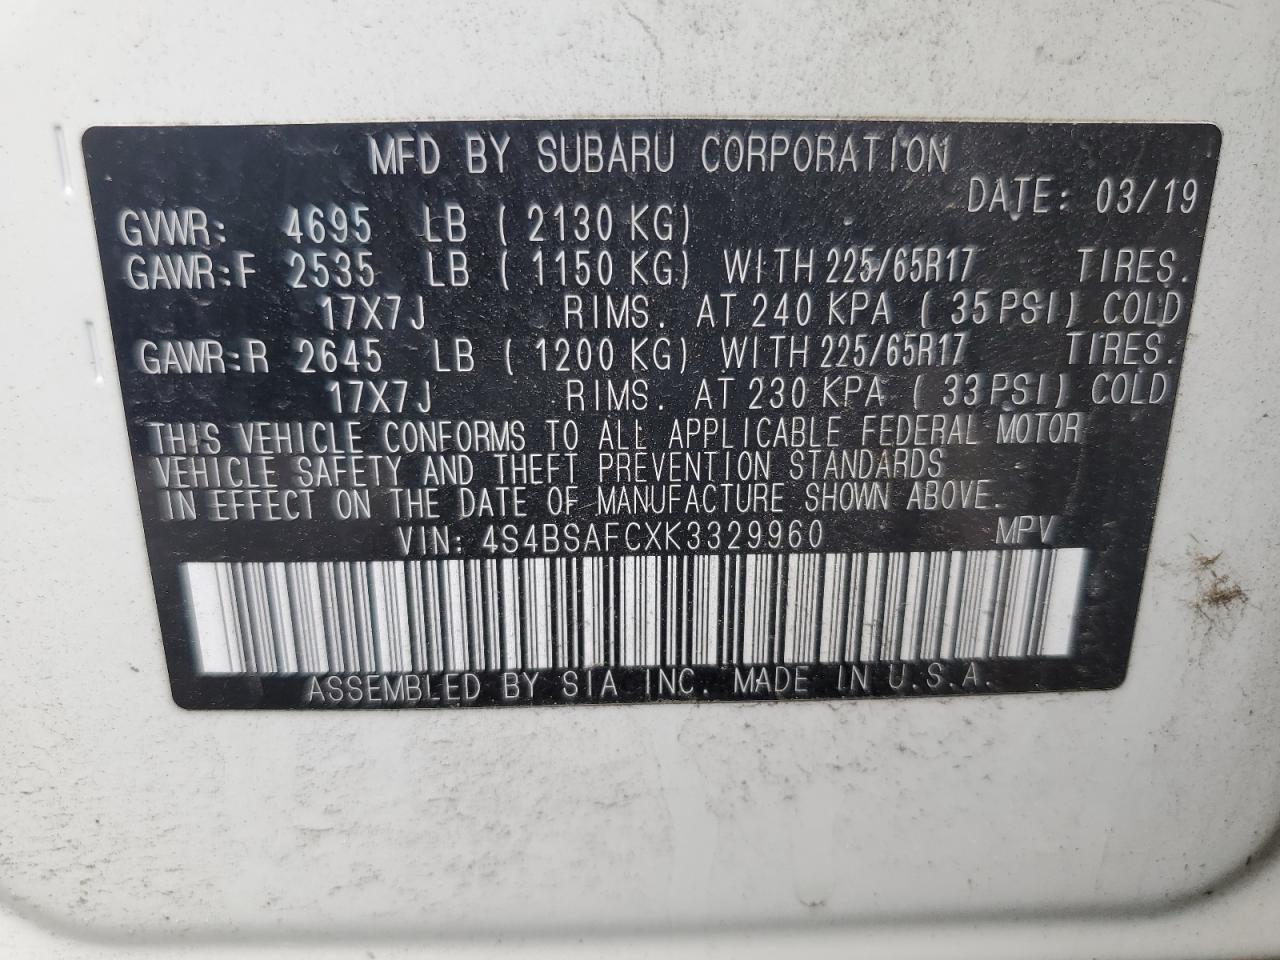 MFD BY SUBARU CORPORATION
DATE: 03/19
GVWR: 4695 LB ( 2130 KG)
GAWR:F 2535 LB ( 1150 KG) WITH 225/65R17 TIRES.
17X7J RIMS. AT 240 KPA ( 35 PSI) COLD
GAWR:R 2645 LB ( 1200 KG) WITH 225/65R17 TIRES.
17X7J RIMS. AT 230 KPA ( 33 PSI) COLD
THIS VEHICLE CONFORMS TO ALL APPLICABLE FEDERAL MOTOR
VEHICLE SAFETY AND THEFT PREVENTION STANDARDS
IN EFFECT ON THE DATE OF MANUFACTURE SHOWN ABOVE.
VIN: 4S4BSAFCXK3329960 MPV
ASSEMBLED BY SIA INC. MADE IN U.S.A.